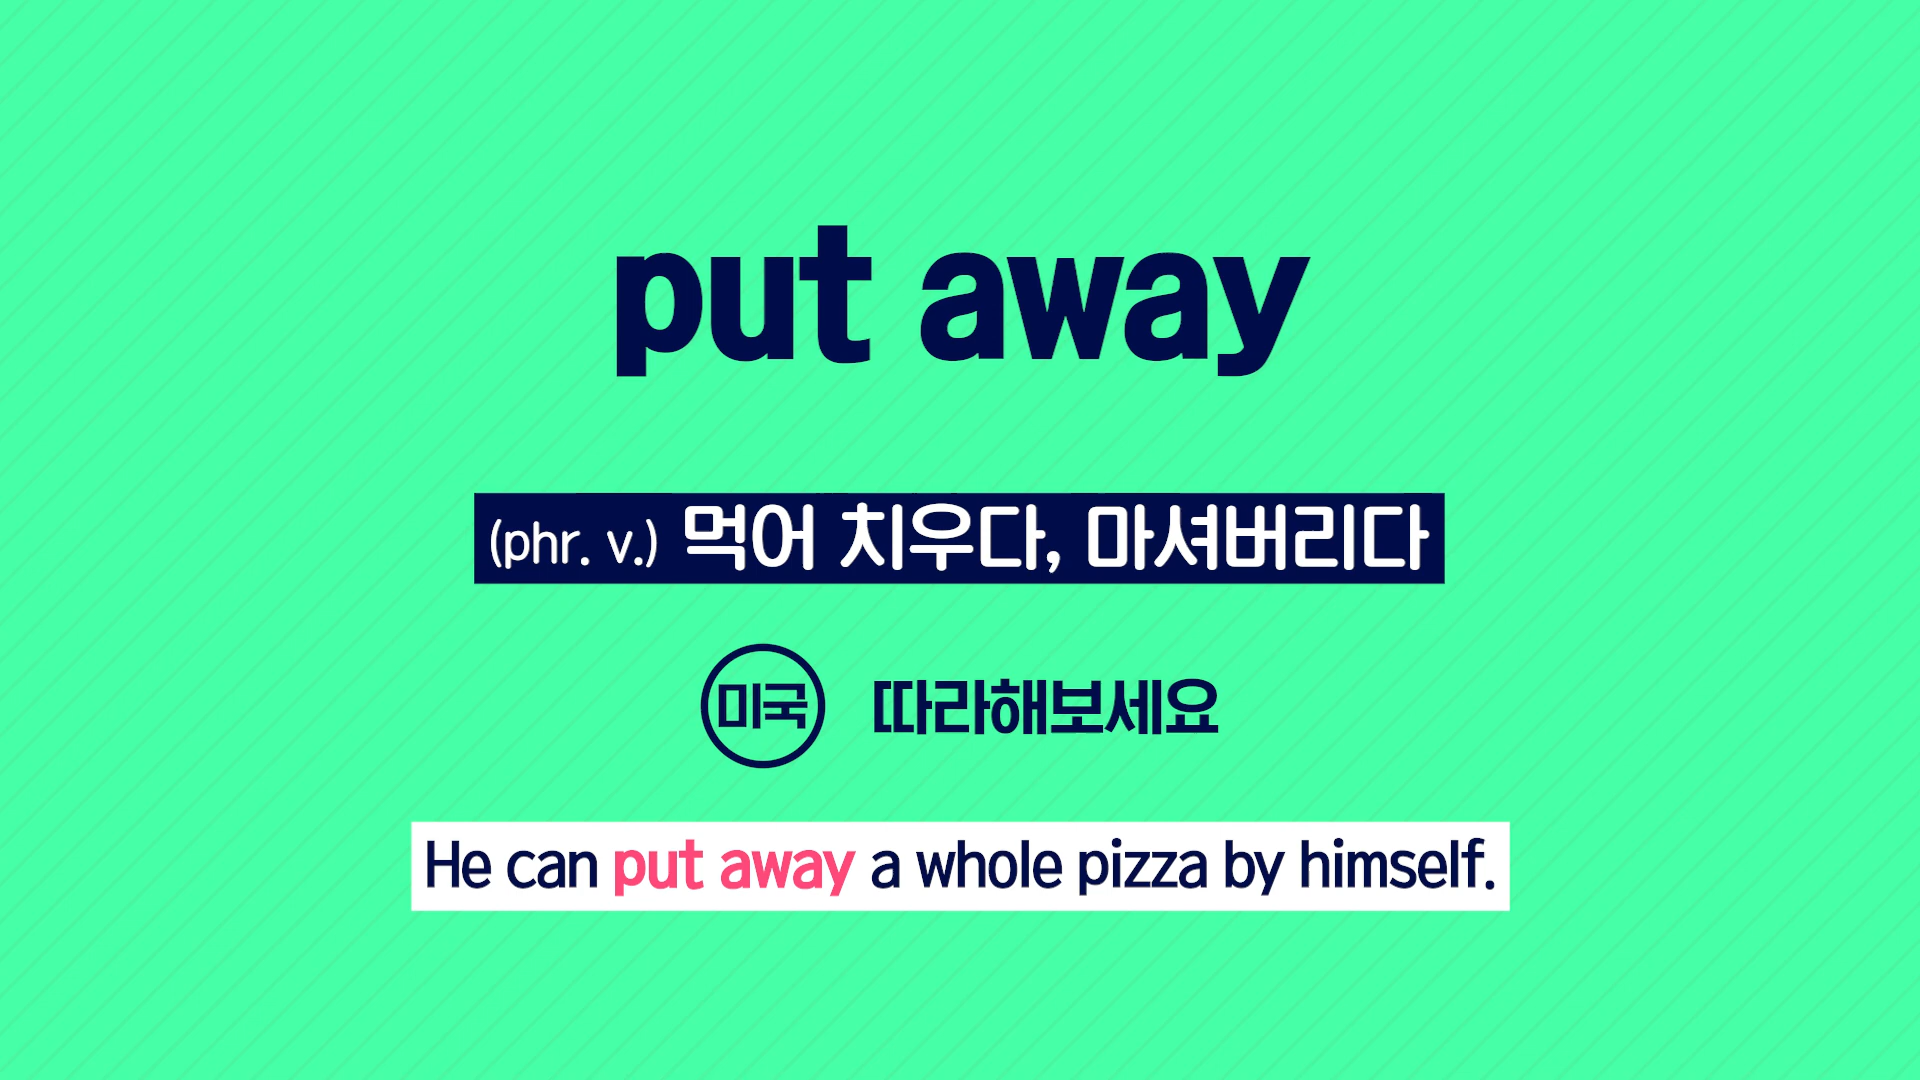 put away
(phr. v.) 먹어 치우다, 마셔버리다
미국 따라해보세요
He can put away a whole pizza by himself.